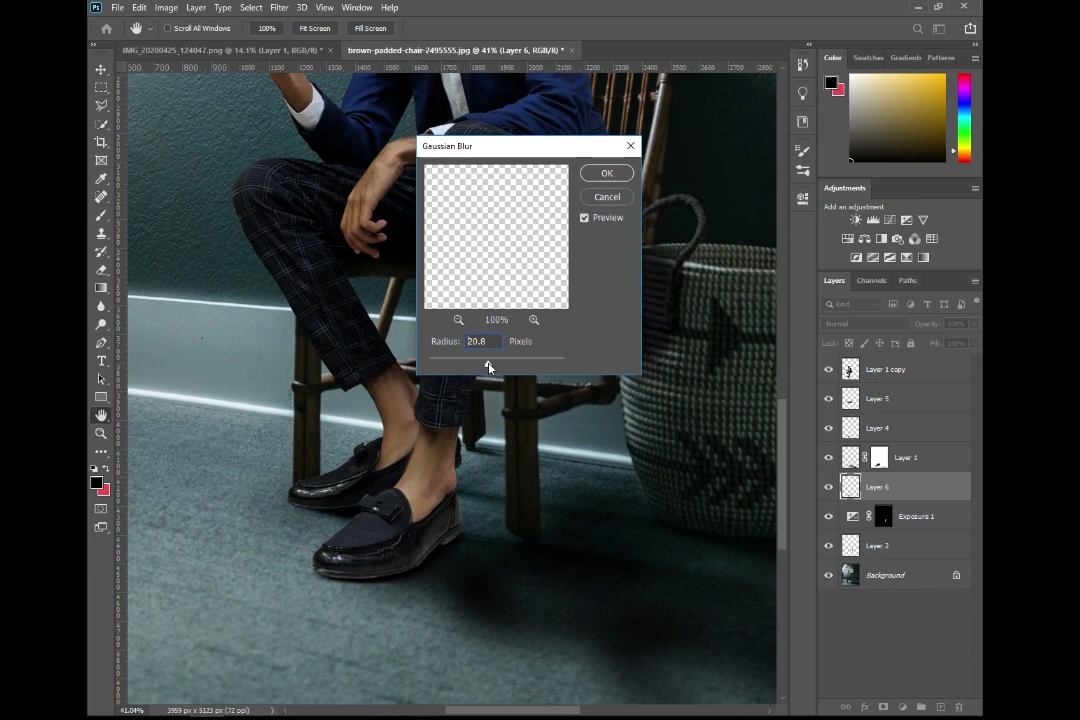 Ps File Edit Image Layer Type Select Filter 3D View Window Help
Scroll All Windows 100% Fit Screen Fill Screen
IMG_20200425_124047.png @ 14.1% (Layer 1, RGB/8) * × brown-padded-chair-2495555.jpg @ 41% (Layer 6, RGB/8) * ×
500 700 800 900 1000 1100 1200 1300 1400 1500 1600 1700 1800 1900 2000 2100 2200 2300 2400 2500 2600 2700 2800
Color Swatches Gradients Patterns
Gaussian Blur
OK
Cancel
Preview
100%
Radius: 20.8 Pixels
Adjustments
Add an adjustment
Layers Channels Paths
Kind
Normal Opacity: 100%
Lock: Fill: 100%
Layer 1 copy
Layer 5
Layer 4
Layer 1
Layer 6
Exposure 1
Layer 2
Background
41.04% 3959 px x 5123 px (72 ppi)